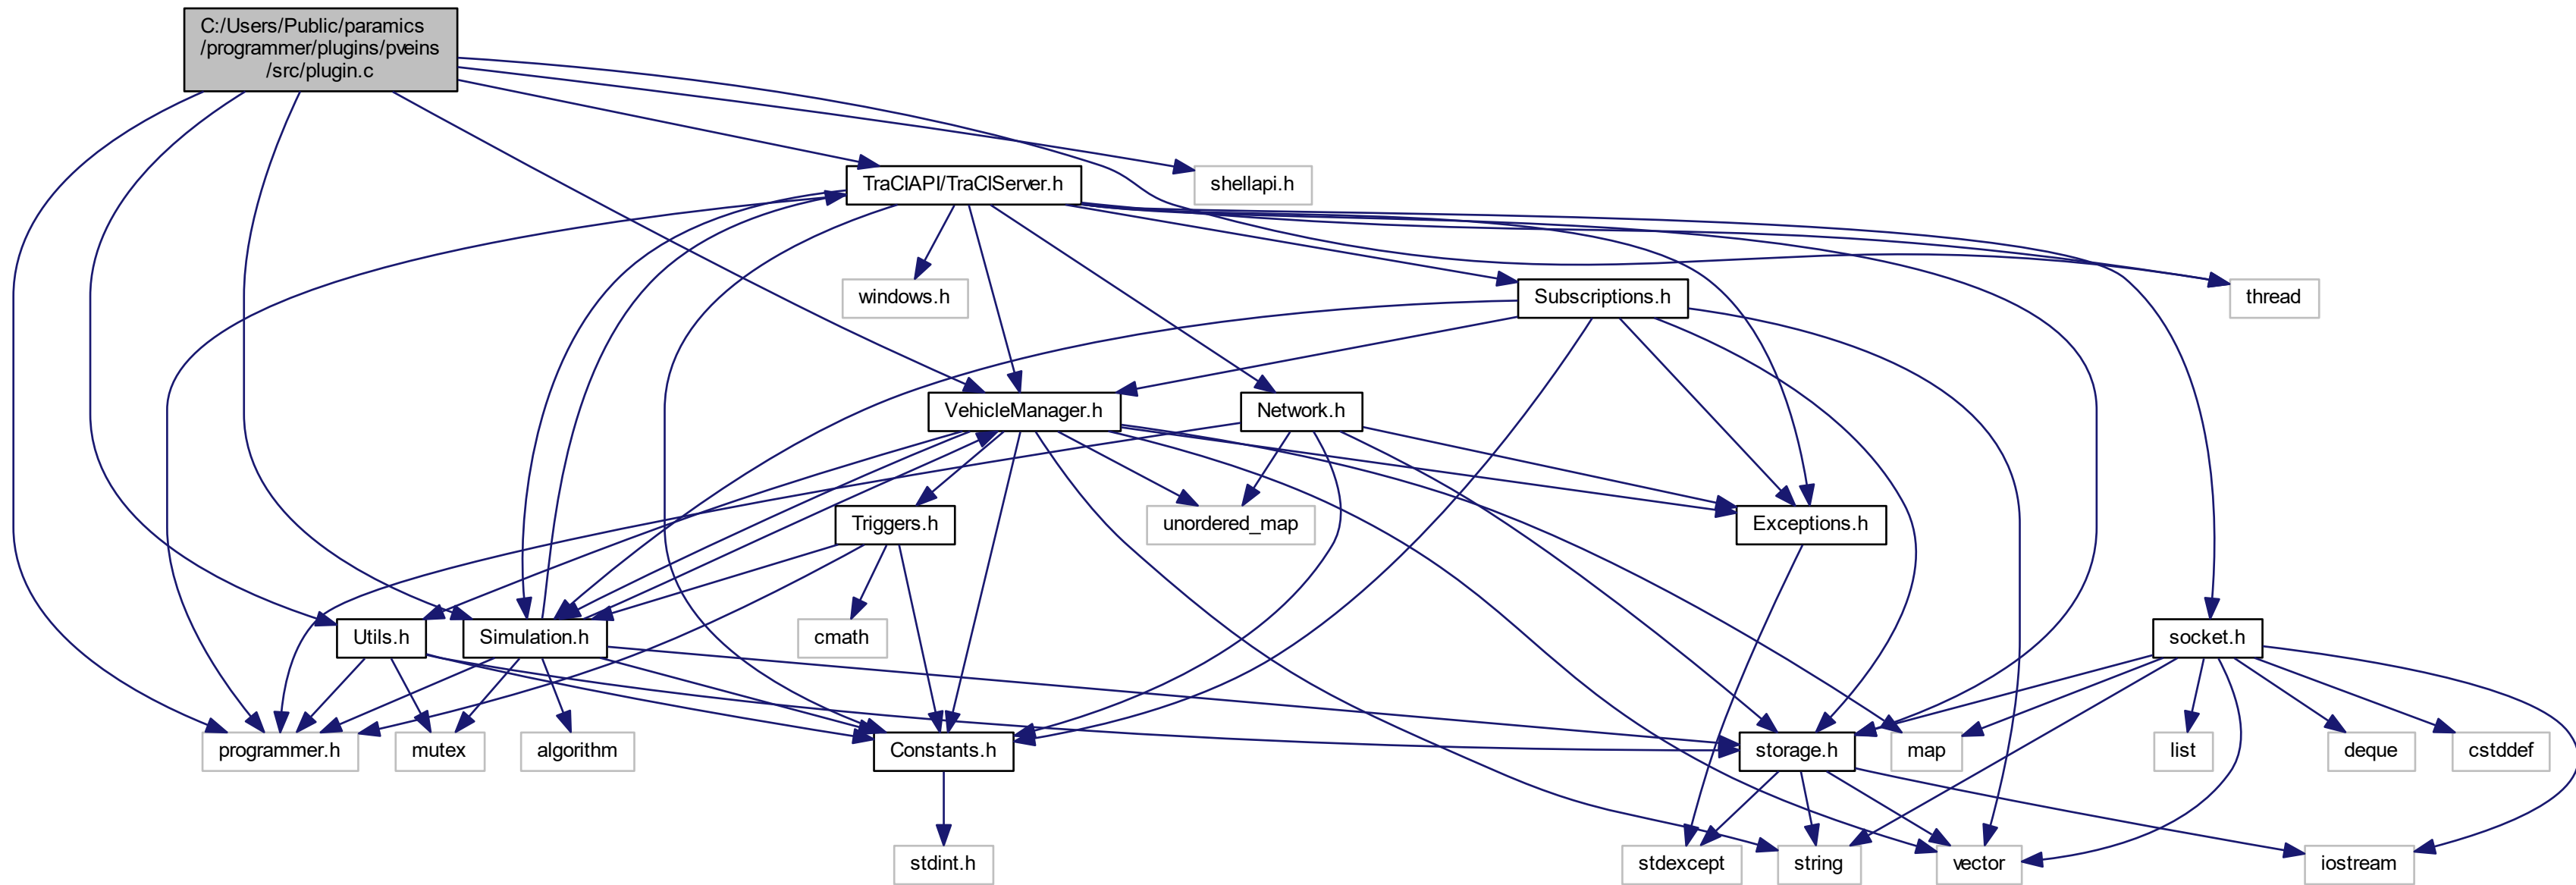 C:/Users/Public/paramics
/programmer/plugins/pveins
/src/plugin.c
TraCIAPI/TraCIServer.h
shellapi.h
windows.h
Subscriptions.h
thread
VehicleManager.h
Network.h
Triggers.h
unordered_map
Exceptions.h
Utils.h
Simulation.h
cmath
socket.h
programmer.h
mutex
algorithm
Constants.h
storage.h
map
list
deque
cstddef
stdint.h
stdexcept
string
vector
iostream